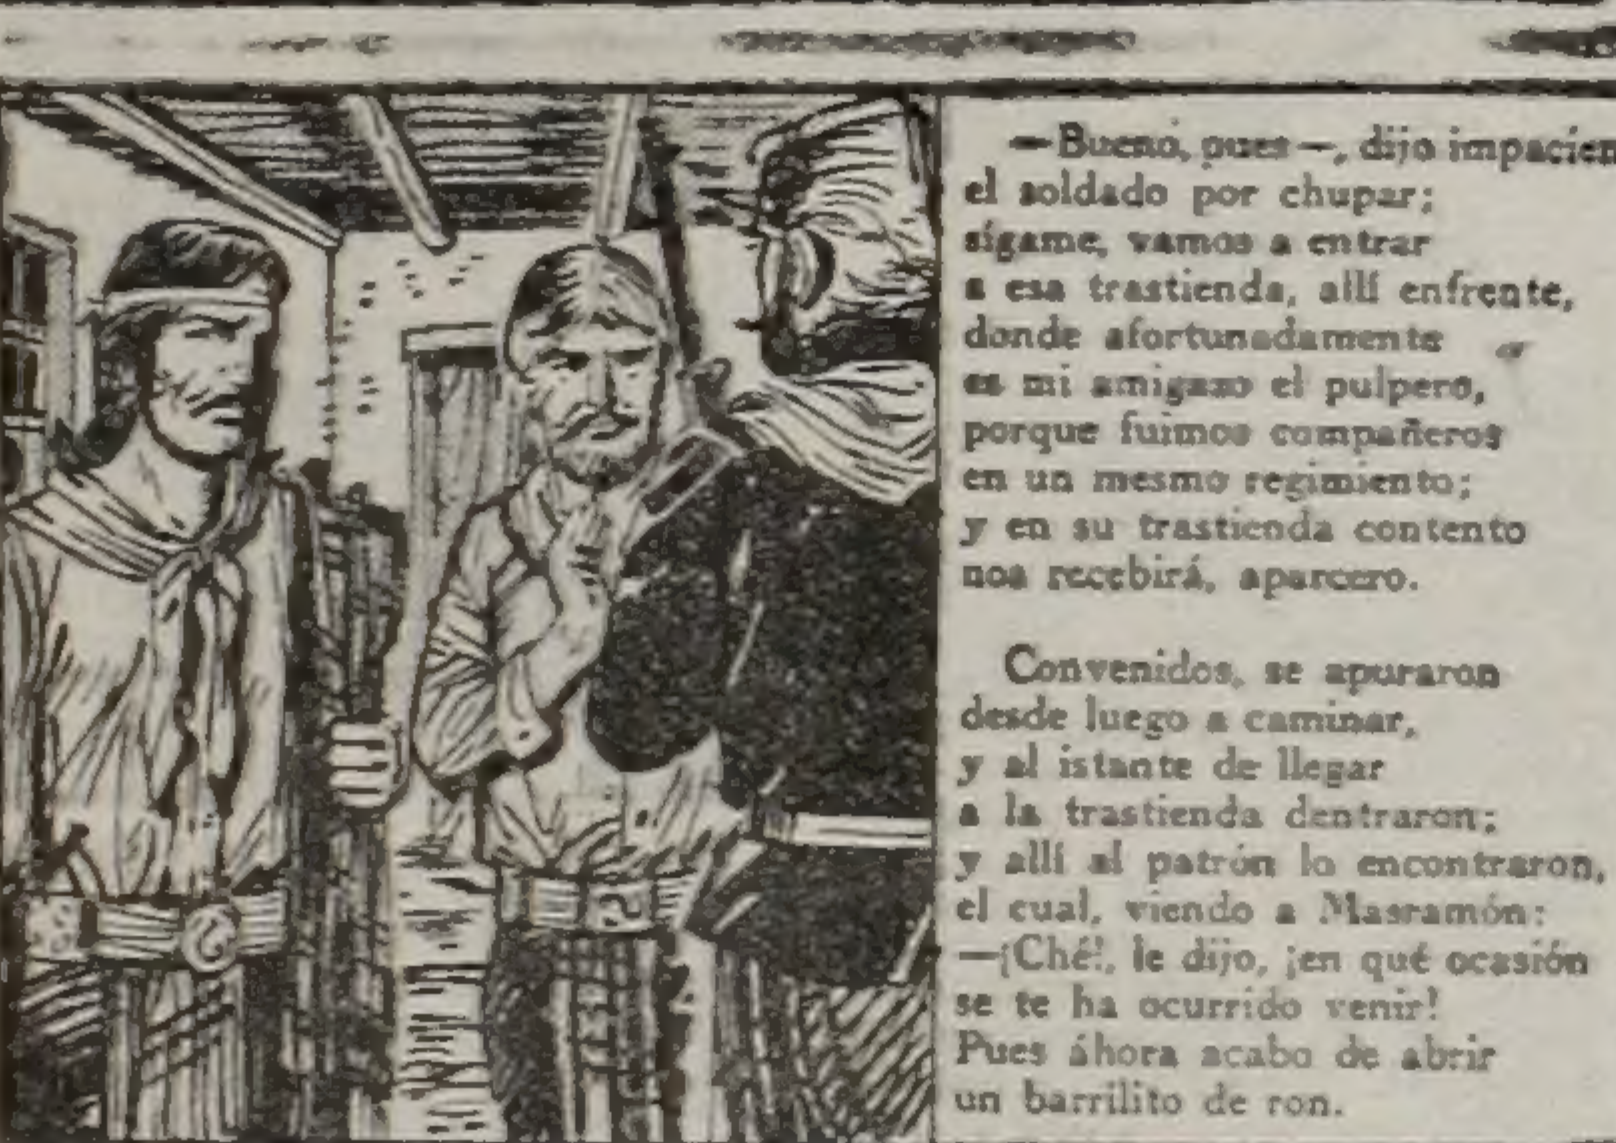 —Bueno, pues—, dijo impacien
el soldado por chupar;
sígame, vamos a entrar
a esa trastienda, allí enfrente,
donde afortunadamente
es mi amigazo el pulpero,
porque fuimos compañeros
en un mesmo regimiento;
y en su trastienda contento
nos recebirá, aparcero.
Convenidos, se apuraron
desde luego a caminar,
y al istante de llegar
a la trastienda dentraron;
y allí al patrón lo encontraron,
el cual, viendo a Masramón:
—¡Ché!, le dijo, ¡en qué ocasión
se te ha ocurrido venir!
Pues áhora acabo de abrir
un barrilito de ron.